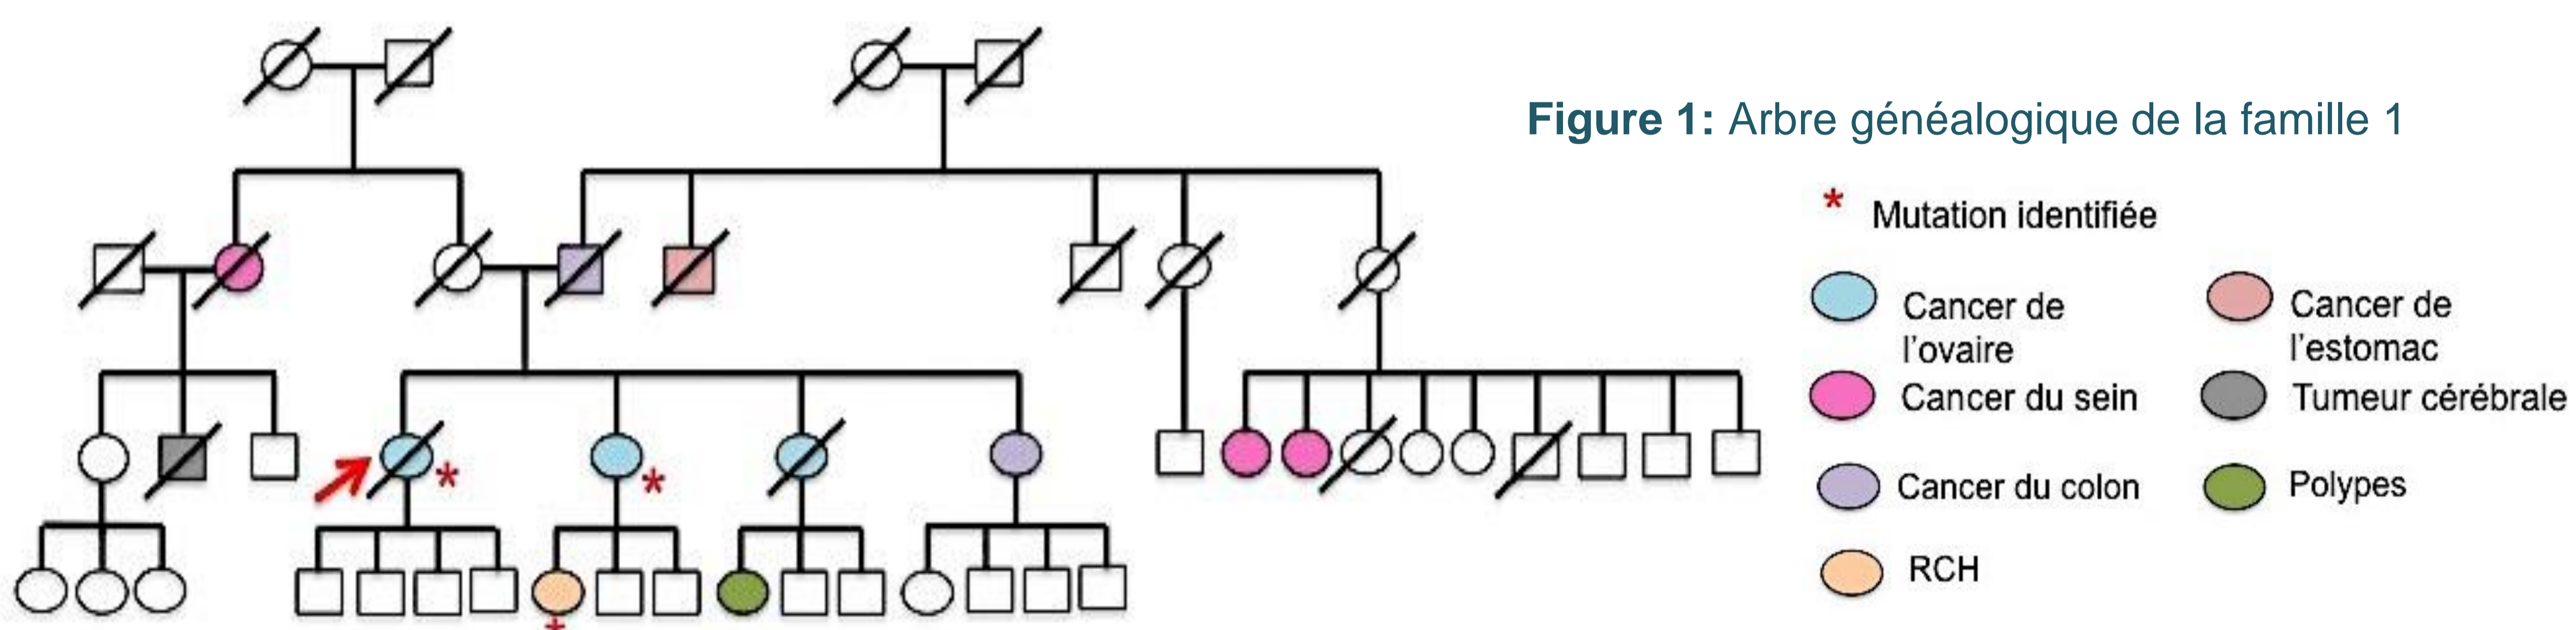 Figure 1: Arbre généalogique de la famille 1
* Mutation identifiée
Cancer de
l'ovaire
Cancer de
l'estomac
Cancer du sein
Tumeur cérébrale
Cancer du colon
Polypes
RCH
*
*
*